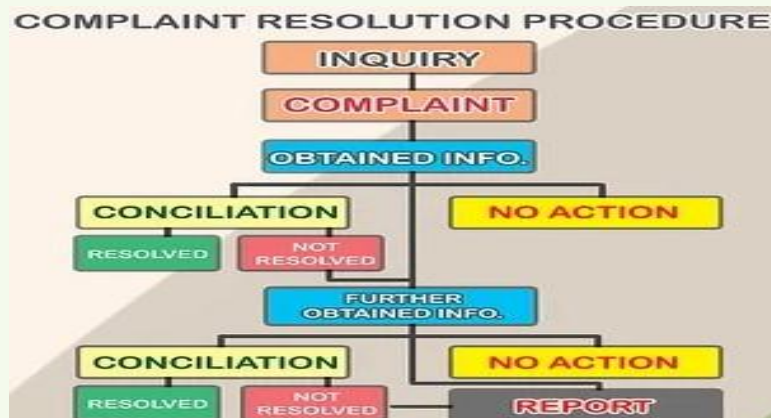 COMPLAINT RESOLUTION PROCEDURE
INQUIRY
COMPLAINT
OBTAINED INFO.
CONCILIATION
NO ACTION
RESOLVED
NOT
RESOLVED
FURTHER
OBTAINED INFO.
CONCILIATION
NO ACTION
RESOLVED
NOT
RESOLVED
REPORT